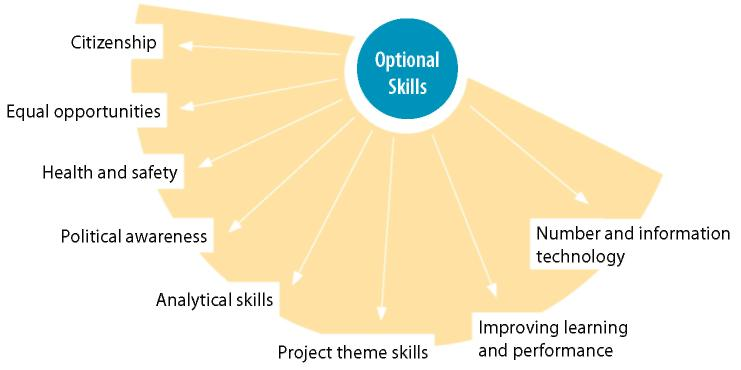 Optional
Skills
Citizenship
Equal opportunities
Health and safety
Political awareness
Analytical skills
Project theme skills
Improving learning
and performance
Number and information
technology